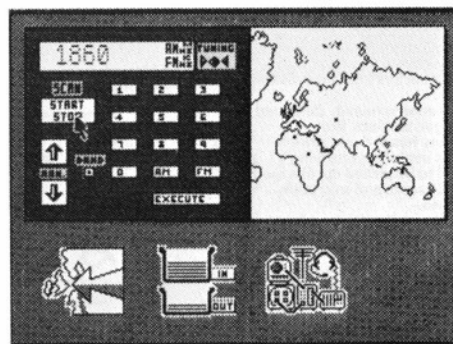 1860
AM
FM
TUNING
SCAN
START
STOP
1 2 3
4 5 6
7 8 9
MAN.
BAND
0 AM FM
EXECUTE
IN
OUT